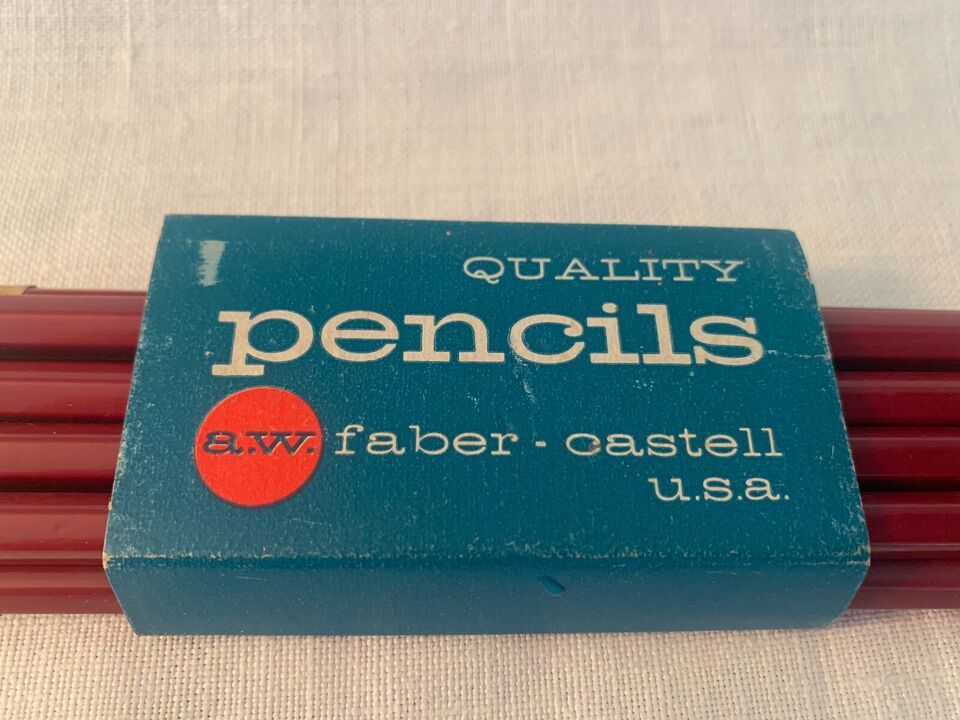 QUALITY
pencils
a.w. faber - castell
u.s.a.